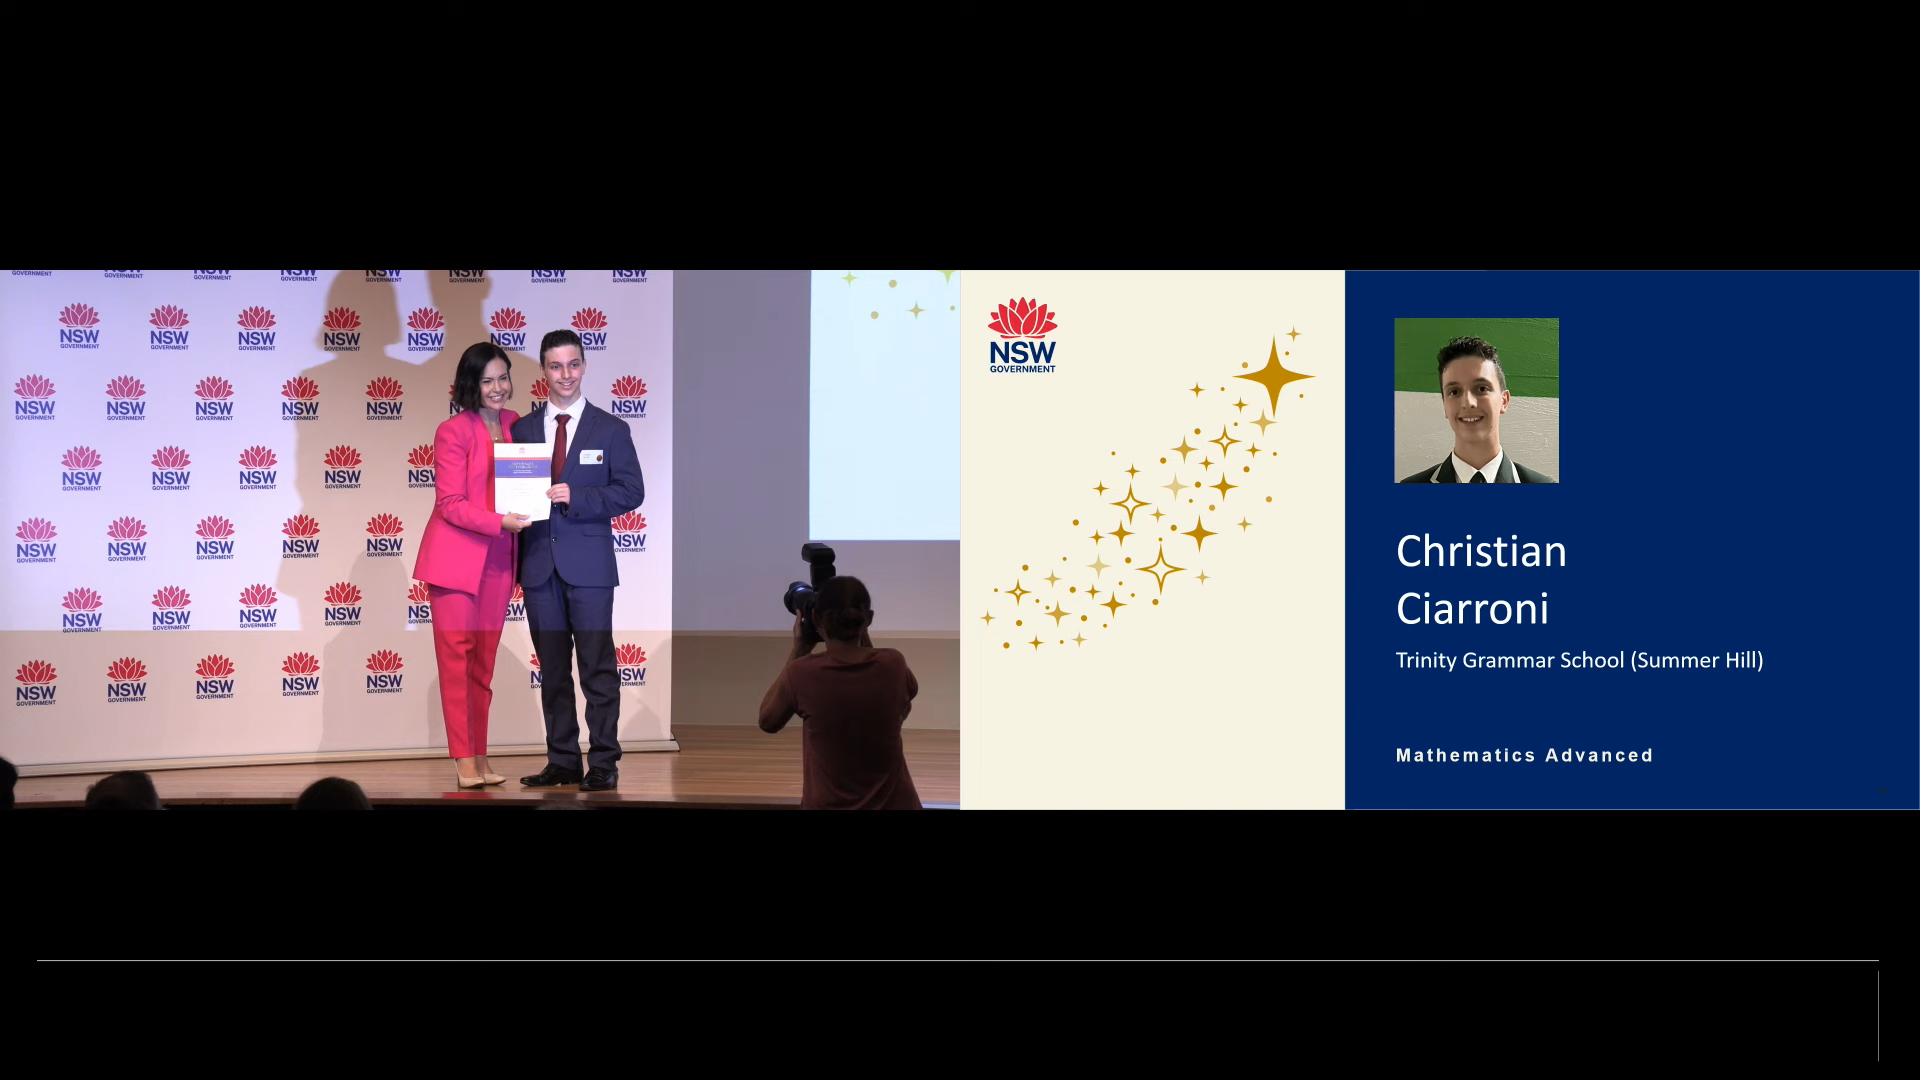 NSW
GOVERNMENT
NSW
GOVERNMENT
Christian
Ciarroni
Trinity Grammar School (Summer Hill)
Mathematics Advanced